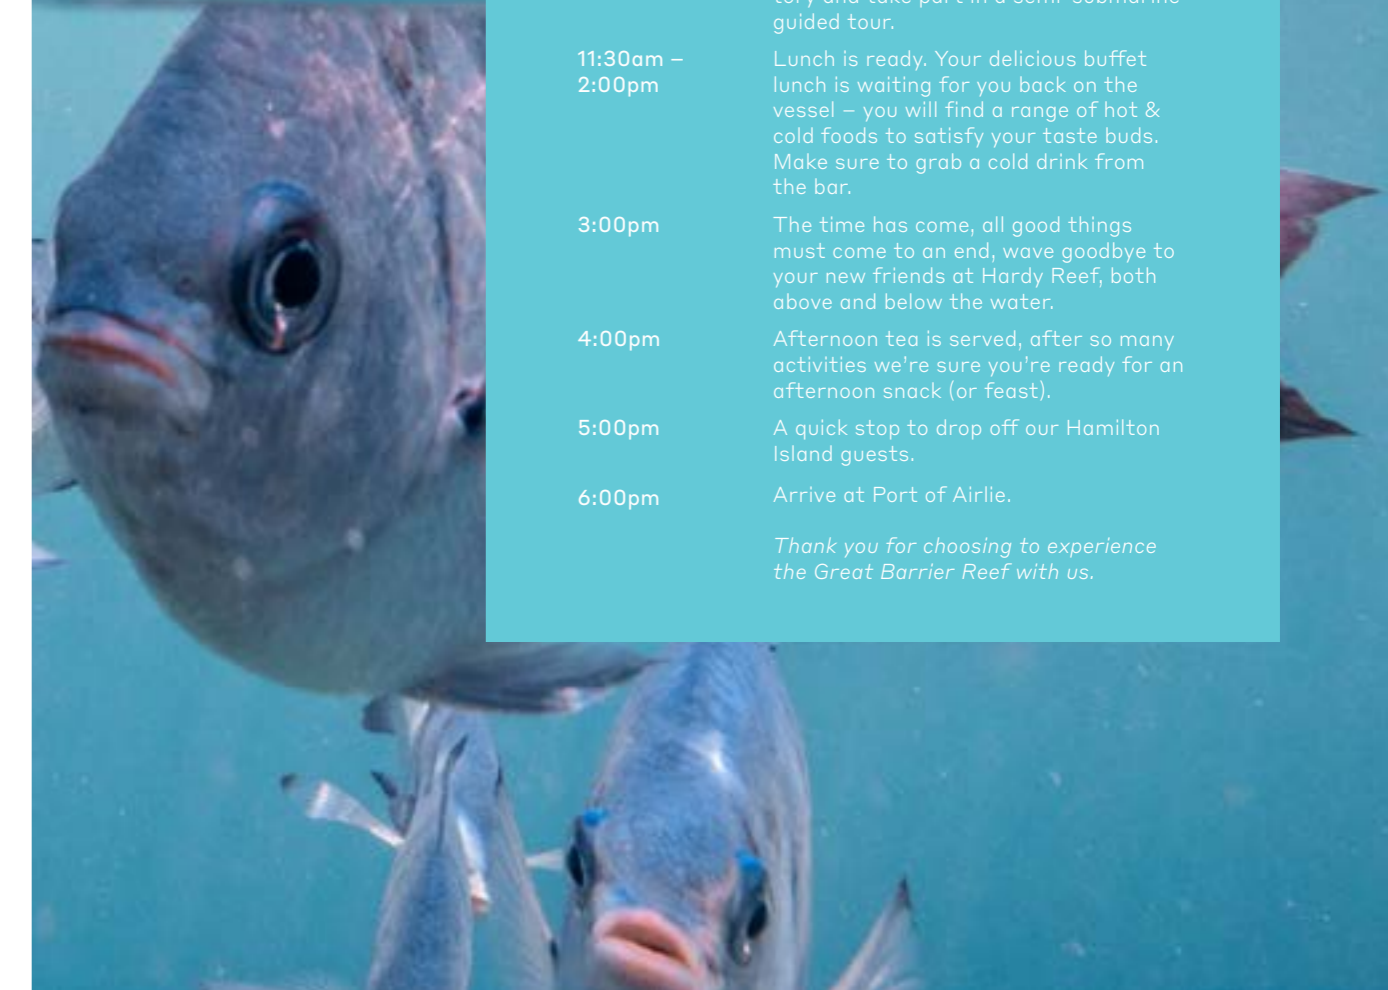 guided tour.
11:30am –
2:00pm
Lunch is ready. Your delicious buffet
lunch is waiting for you back on the
vessel – you will find a range of hot &
cold foods to satisfy your taste buds.
Make sure to grab a cold drink from
the bar.
3:00pm
The time has come, all good things
must come to an end, wave goodbye to
your new friends at Hardy Reef, both
above and below the water.
4:00pm
Afternoon tea is served, after so many
activities we're sure you're ready for an
afternoon snack (or feast).
5:00pm
A quick stop to drop off our Hamilton
Island guests.
6:00pm
Arrive at Port of Airlie.
Thank you for choosing to experience
the Great Barrier Reef with us.